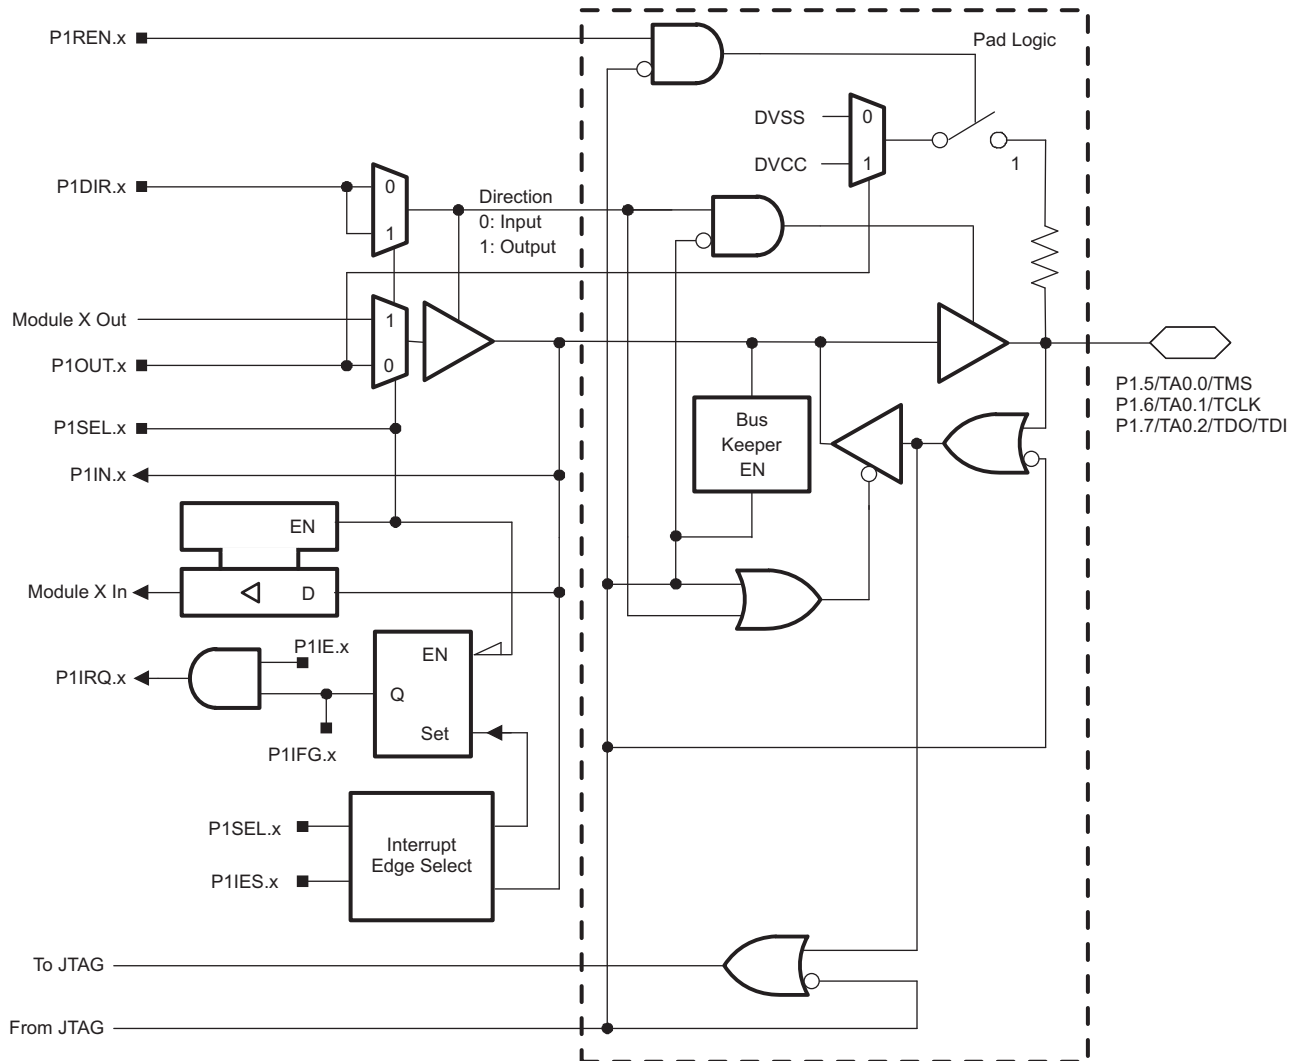 P1REN.x
Pad Logic
DVSS
0
DVCC
1
1
P1DIR.x
0
1
Direction
0: Input
1: Output
Module X Out
1
P1OUT.x
0
P1.5/TA0.0/TMS
P1.6/TA0.1/TCLK
P1.7/TA0.2/TDO/TDI
P1SEL.x
Bus
Keeper
EN
P1IN.x
EN
Module X In
D
P1IE.x
EN
P1IRQ.x
Q
Set
P1IFG.x
P1SEL.x
Interrupt
Edge Select
P1IES.x
To JTAG
From JTAG